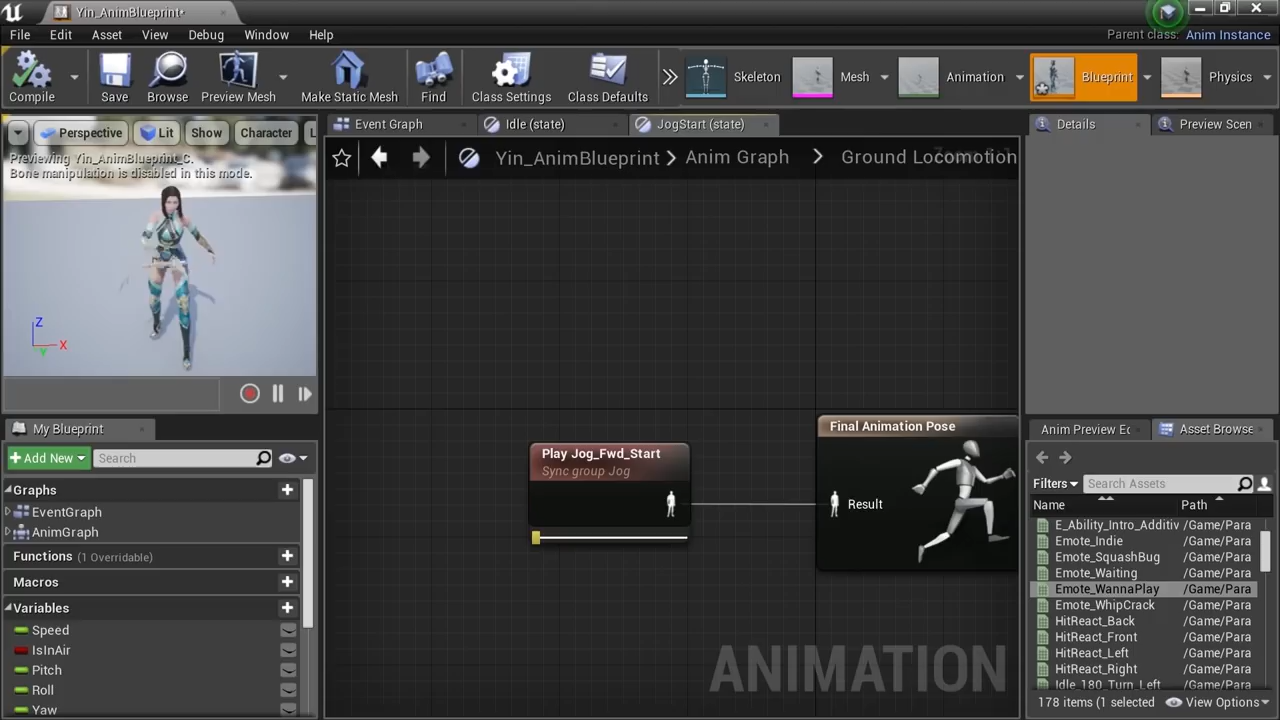 Yin_AnimBlueprint•
File Edit Asset View Debug Window Help
Parent class: Anim Instance
Compile Save Browse Preview Mesh Make Static Mesh Find Class Settings Class Defaults
Skeleton Mesh Animation Blueprint Physics
Perspective Lit Show Character L
Previewing Yin_AnimBlueprint_C.
Bone manipulation is disabled in this mode.
Z
X
Y
Event Graph Idle (state) JogStart (state)
Yin_AnimBlueprint Anim Graph Ground Locomotion
Play Jog_Fwd_Start
Sync group Jog
Final Animation Pose
Result
ANIMATION
My Blueprint
Add New Search
Graphs
EventGraph
AnimGraph
Functions (1 Overridable)
Macros
Variables
Speed
IsInAir
Pitch
Roll
Yaw
Details Preview Scen
Anim Preview Ec Asset Browse
Filters Search Assets
Name Path
E_Ability_Intro_Additiv /Game/Para
Emote_Indie /Game/Para
Emote_SquashBug /Game/Para
Emote_Waiting /Game/Para
Emote_WannaPlay /Game/Para
Emote_WhipCrack /Game/Para
HitReact_Back /Game/Para
HitReact_Front /Game/Para
HitReact_Left /Game/Para
HitReact_Right /Game/Para
Idle_180_Turn_Left /Game/Para
178 items (1 selected View Options